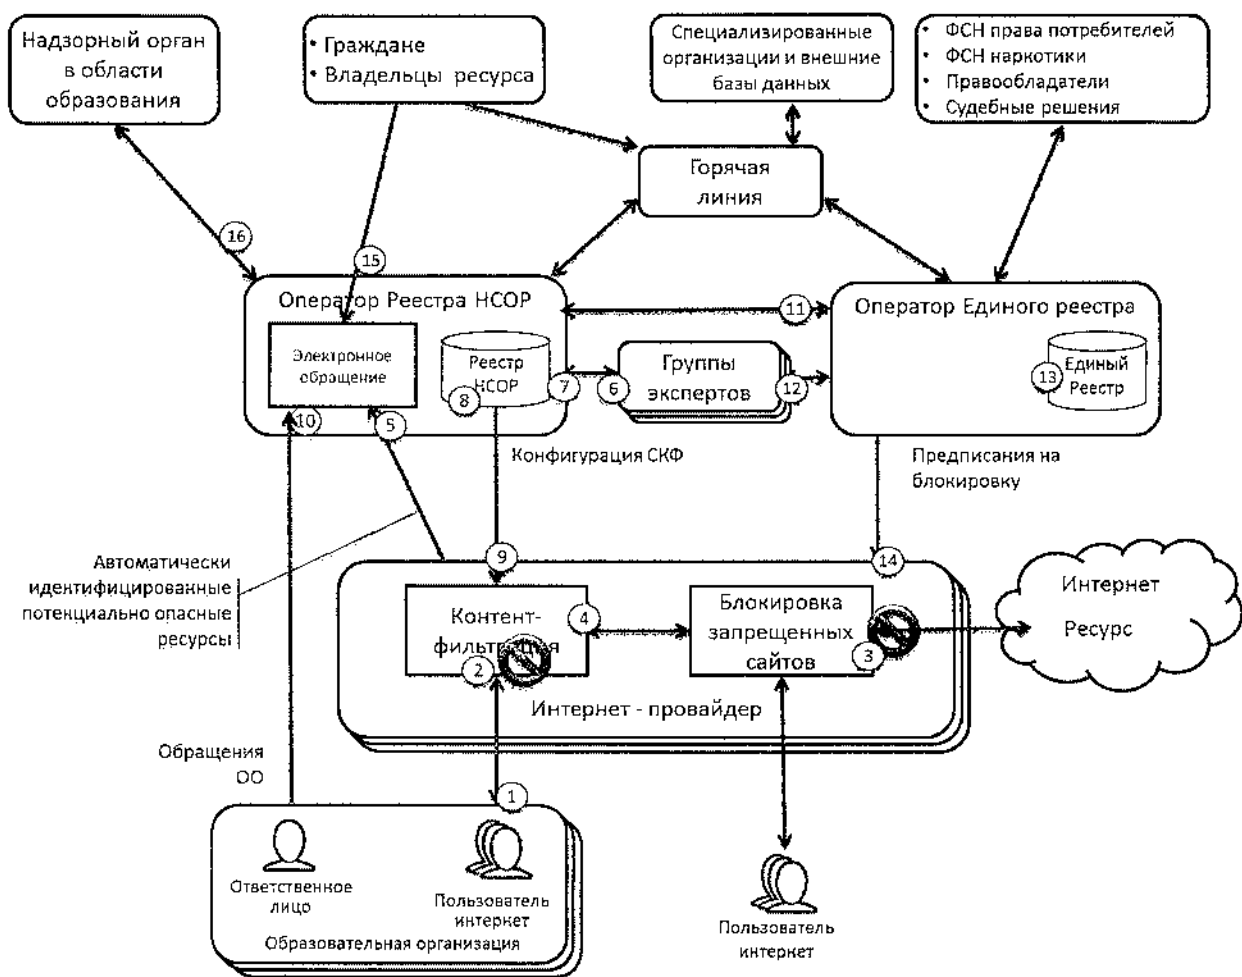 Надзорный орган
в области
образования
• Граждане
• Владельцы ресурса
Специализированные
организации и внешние
базы данных
• ФСН права потребителей
• ФСН наркотики
• Правообладатели
• Судебные решения
Горячая
линия
16
15
Оператор Реестра НСОР
11
Оператор Единого реестра
Электронное
обращение
Реестр
НСОР
8
7
6
Группы
экспертов
12
13
Единый
Реестр
10
5
Конфигурация СКФ
Предписания на
блокировку
Автоматически
идентифицированные
потенциально опасные
ресурсы
9
14
Контент-
фильтрация
2
4
Блокировка
запрещенных
сайтов
3
Интернет
Ресурс
Интернет - провайдер
Обращения
ОО
1
Ответственное
лицо
Пользователь
интернет
Образовательная организация
Пользователь
интернет